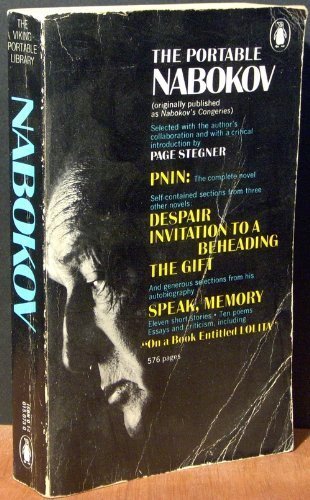 THE
VIKING
PORTABLE
LIBRARY
NABOKOV
THE PORTABLE
NABOKOV
(originally published
as Nabokov's Congeries)
Selected with the author's
collaboration and with a critical
introduction by
PAGE STEGNER
PNIN: The complete novel
Self-contained sections from three
other novels:
DESPAIR
INVITATION TO A
BEHEADING
THE GIFT
And generous selections from his
autobiography
SPEAK, MEMORY
Eleven short stories • Ten poems
Essays and criticism, including
"On a Book Entitled LOLITA"
576 pages